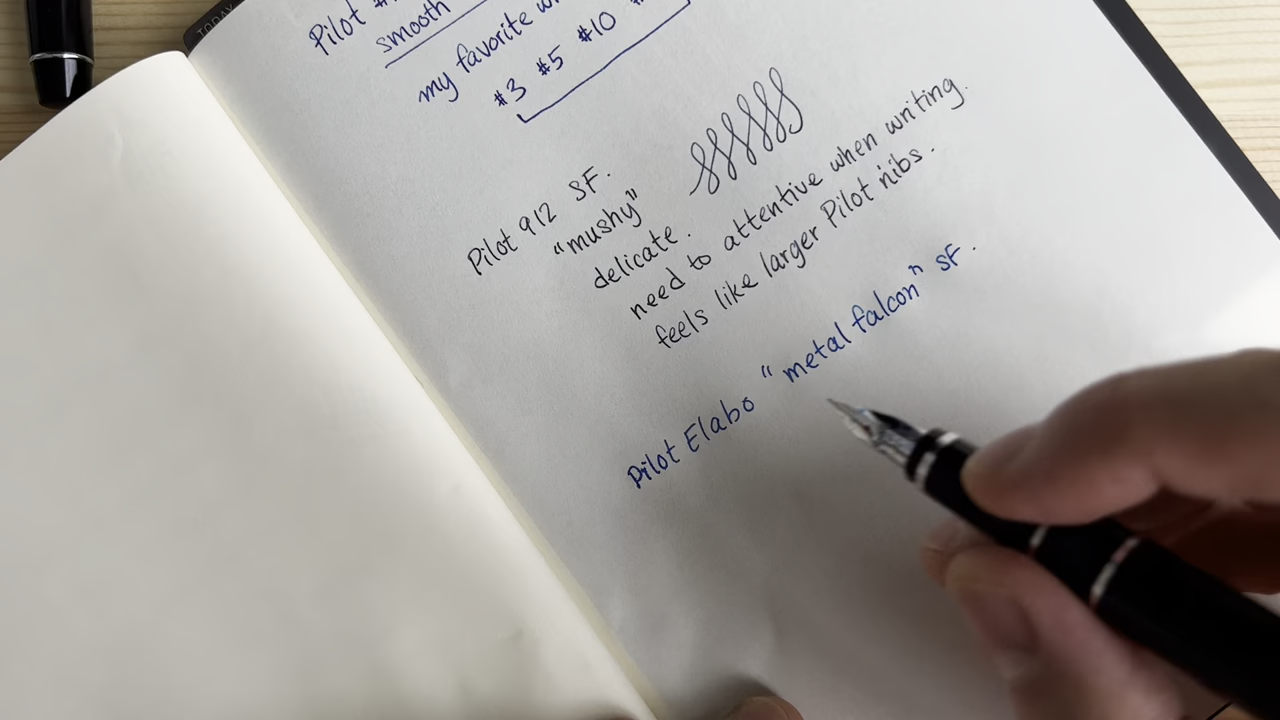 TODAY
Pilot
smooth
my favorite
#3 #5 #10
Pilot 912 SF.
"mushy"
delicate.
need to attentive when writing.
feels like larger Pilot nibs.
Pilot Elabo "metal falcon" SF.